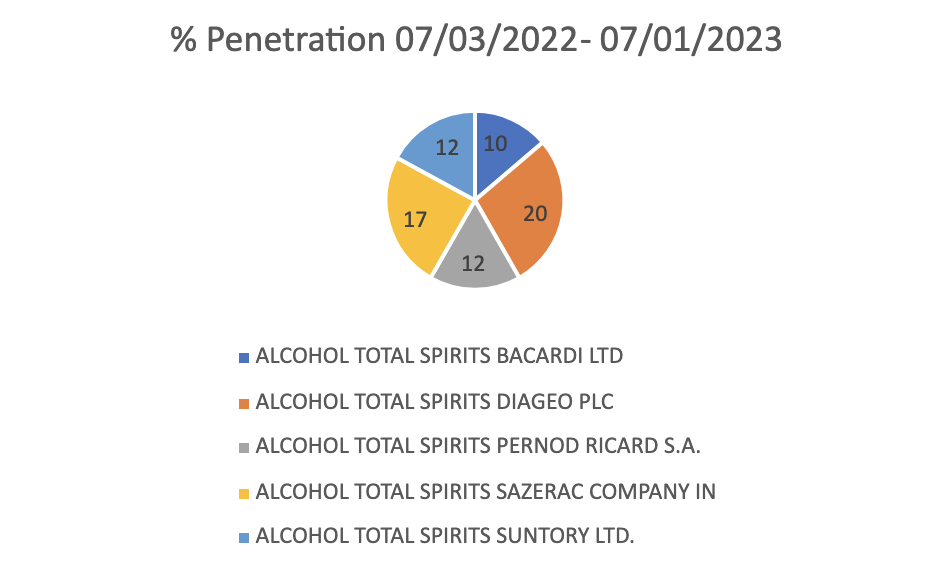 % Penetration 07/03/2022- 07/01/2023
12
10
17
20
12
ALCOHOL TOTAL SPIRITS BACARDI LTD
ALCOHOL TOTAL SPIRITS DIAGEO PLC
ALCOHOL TOTAL SPIRITS PERNOD RICARD S.A.
ALCOHOL TOTAL SPIRITS SAZERAC COMPANY IN
ALCOHOL TOTAL SPIRITS SUNTORY LTD.